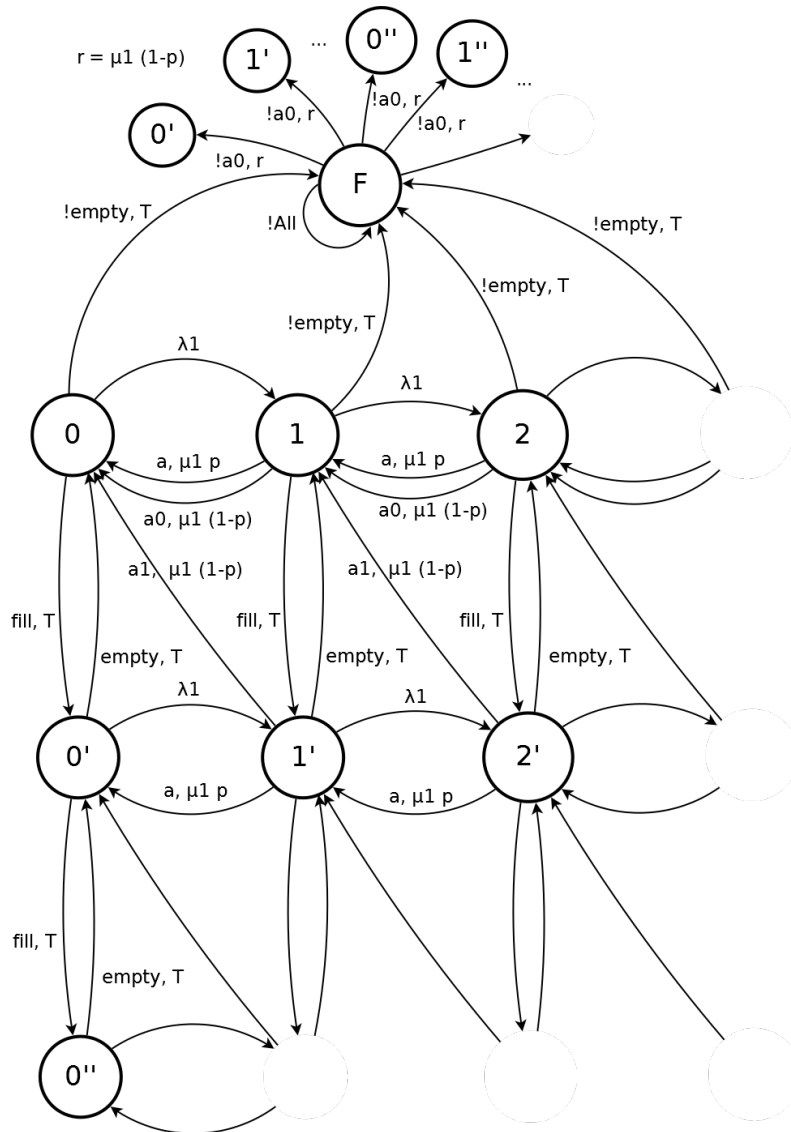 r = μ1 (1-p)
1'
...
0''
1''
...
0'
!a0, r
!a0, r
!a0, r
!a0, r
F
!empty, T
!All
!empty, T
!empty, T
!empty, T
λ1
λ1
0
1
2
a, μ1 p
a, μ1 p
a0, μ1 (1-p)
a0, μ1 (1-p)
a1, μ1 (1-p)
a1, μ1 (1-p)
fill, T
fill, T
fill, T
empty, T
empty, T
empty, T
λ1
λ1
0'
1'
2'
a, μ1 p
a, μ1 p
fill, T
empty, T
0''